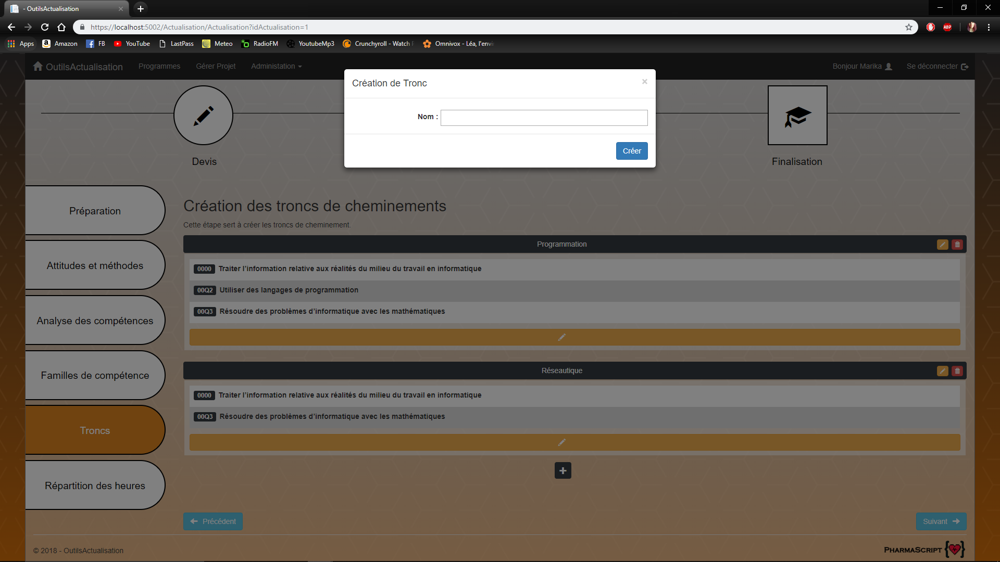 - OutilsActualisation
https://localhost:5002/Actualisation/Actualisation?idActualisation=1
Apps Amazon FB YouTube LastPass Meteo RadioFM YoutubeMp3 Crunchyroll - Watch Omnivox - Léa, l'envi
ABP
OutilsActualisation Programmes Gérer Projet Administation Bonjour Marika Se déconnecter
Création de Tronc ×
Nom :
Créer
Devis
Finalisation
Préparation
Attitudes et méthodes
Analyse des compétences
Familles de compétence
Troncs
Répartition des heures
Création des troncs de cheminements
Cette étape sert à créer les troncs de cheminement.
Programmation
0000 Traiter l’information relative aux réalités du milieu du travail en informatique
00Q2 Utiliser des langages de programmation
00Q3 Résoudre des problèmes d’informatique avec les mathématiques
Réseautique
0000 Traiter l’information relative aux réalités du milieu du travail en informatique
00Q3 Résoudre des problèmes d’informatique avec les mathématiques
Précédent
Suivant
© 2018 - OutilsActualisation
PHARMASCRIPT